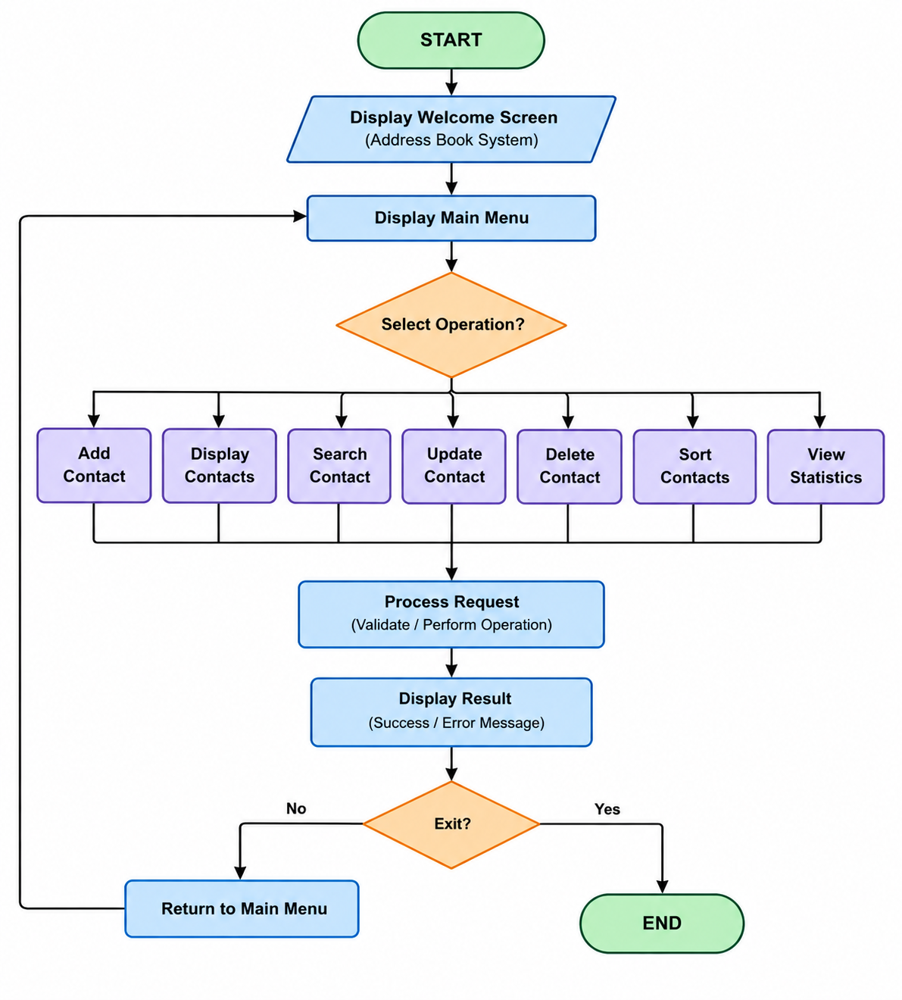 START
Display Welcome Screen
(Address Book System)
Display Main Menu
Select Operation?
Add
Contact
Display
Contacts
Search
Contact
Update
Contact
Delete
Contact
Sort
Contacts
View
Statistics
Process Request
(Validate / Perform Operation)
Display Result
(Success / Error Message)
Exit?
No
Yes
Return to Main Menu
END